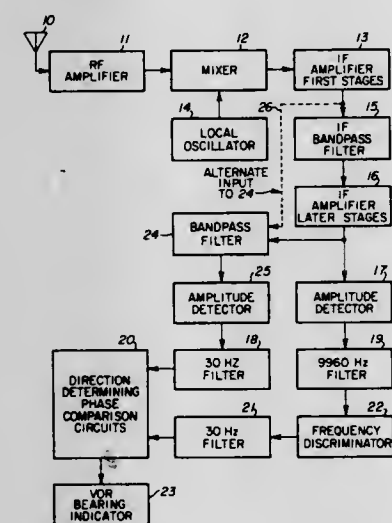 10
11
RF
AMPLIFIER
12
MIXER
13
IF
AMPLIFIER
FIRST STAGES
14
LOCAL
OSCILLATOR
26
15
IF
BANDPASS
FILTER
ALTERNATE
INPUT
TO 24
16
IF
AMPLIFIER
LATER STAGES
24
BANDPASS
FILTER
25
AMPLITUDE
DETECTOR
17
AMPLITUDE
DETECTOR
20
DIRECTION
DETERMINING
PHASE
COMPARISON
CIRCUITS
18
30 HZ
FILTER
19
9960 HZ
FILTER
21
30 Hz
FILTER
22
FREQUENCY
DISCRIMINATOR
VOR
BEARING
INDICATOR
23